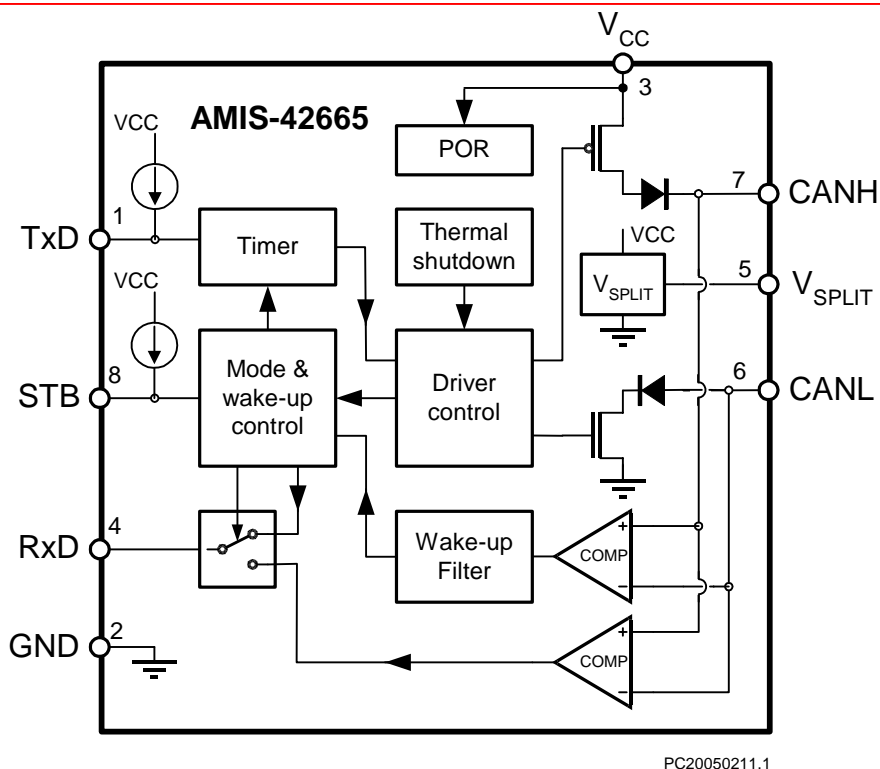 VCC
3
AMIS-42665
VCC
POR
1
7
TxD
CANH
Timer
Thermal
shutdown
VCC
5
VSPLIT
VSPLIT
VCC
8
STB
Mode &
wake-up
control
Driver
control
6
CANL
4
RxD
Wake-up
Filter
+
COMP
−
2
GND
+
COMP
−
PC20050211.1